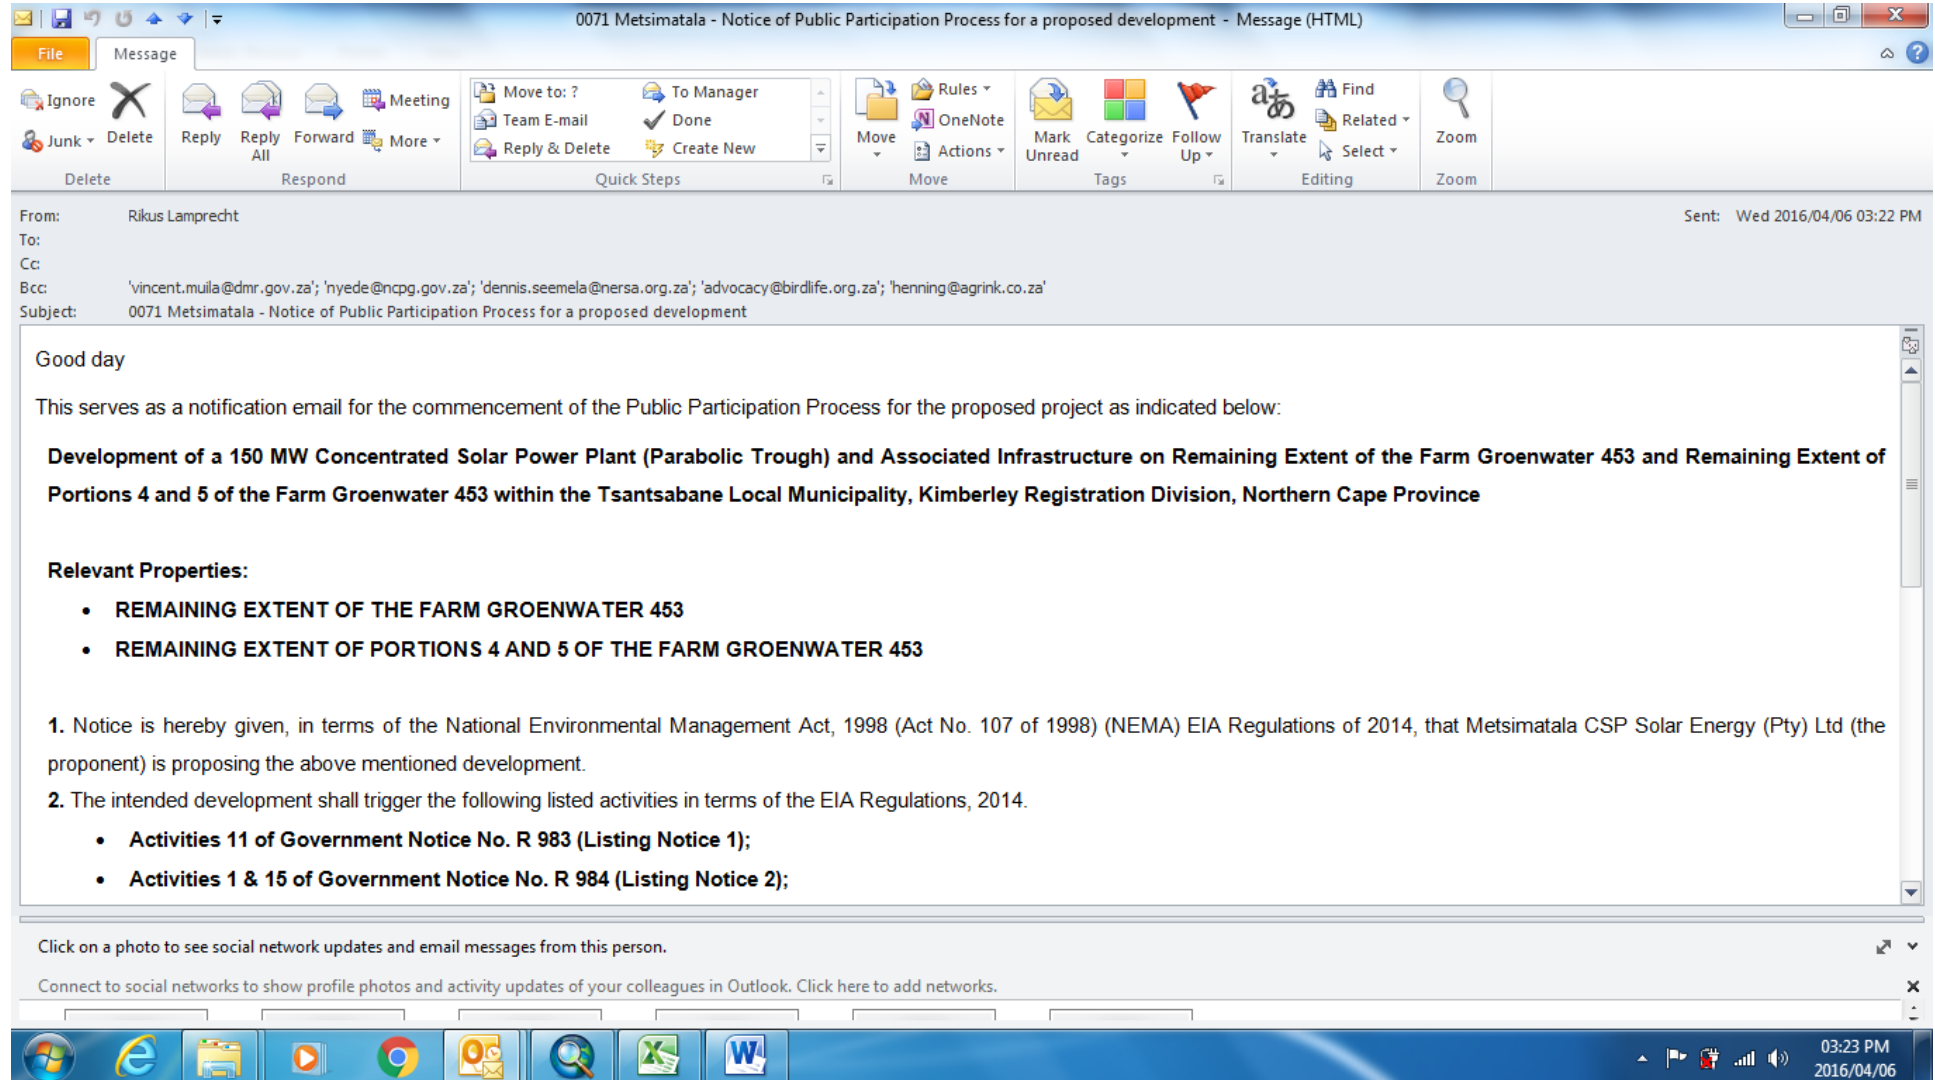 0071 Metsimatala - Notice of Public Participation Process for a proposed development - Message (HTML)
File Message
Ignore
Junk
Delete
Reply
Reply All
Forward
Meeting
More
Move to: ?
Team E-mail
Reply & Delete
To Manager
Done
Create New
Move
Rules
OneNote
Actions
Mark Unread
Categorize
Follow Up
Translate
Find
Related
Select
Zoom
Delete Respond Quick Steps Move Tags Editing Zoom
From: Rikus Lamprecht Sent: Wed 2016/04/06 03:22 PM
To:
Cc:
Bcc: 'vincent.muila@dmr.gov.za'; 'nyede@ncpg.gov.za'; 'dennis.seemela@nersa.org.za'; 'advocacy@birdlife.org.za'; 'henning@agrink.co.za'
Subject: 0071 Metsimatala - Notice of Public Participation Process for a proposed development
Good day
This serves as a notification email for the commencement of the Public Participation Process for the proposed project as indicated below:
Development of a 150 MW Concentrated Solar Power Plant (Parabolic Trough) and Associated Infrastructure on Remaining Extent of the Farm Groenwater 453 and Remaining Extent of
Portions 4 and 5 of the Farm Groenwater 453 within the Tsantsabane Local Municipality, Kimberley Registration Division, Northern Cape Province
Relevant Properties:
• REMAINING EXTENT OF THE FARM GROENWATER 453
• REMAINING EXTENT OF PORTIONS 4 AND 5 OF THE FARM GROENWATER 453
1. Notice is hereby given, in terms of the National Environmental Management Act, 1998 (Act No. 107 of 1998) (NEMA) EIA Regulations of 2014, that Metsimatala CSP Solar Energy (Pty) Ltd (the
proponent) is proposing the above mentioned development.
2. The intended development shall trigger the following listed activities in terms of the EIA Regulations, 2014.
• Activities 11 of Government Notice No. R 983 (Listing Notice 1);
• Activities 1 & 15 of Government Notice No. R 984 (Listing Notice 2);
Click on a photo to see social network updates and email messages from this person.
Connect to social networks to show profile photos and activity updates of your colleagues in Outlook. Click here to add networks.
03:23 PM
2016/04/06